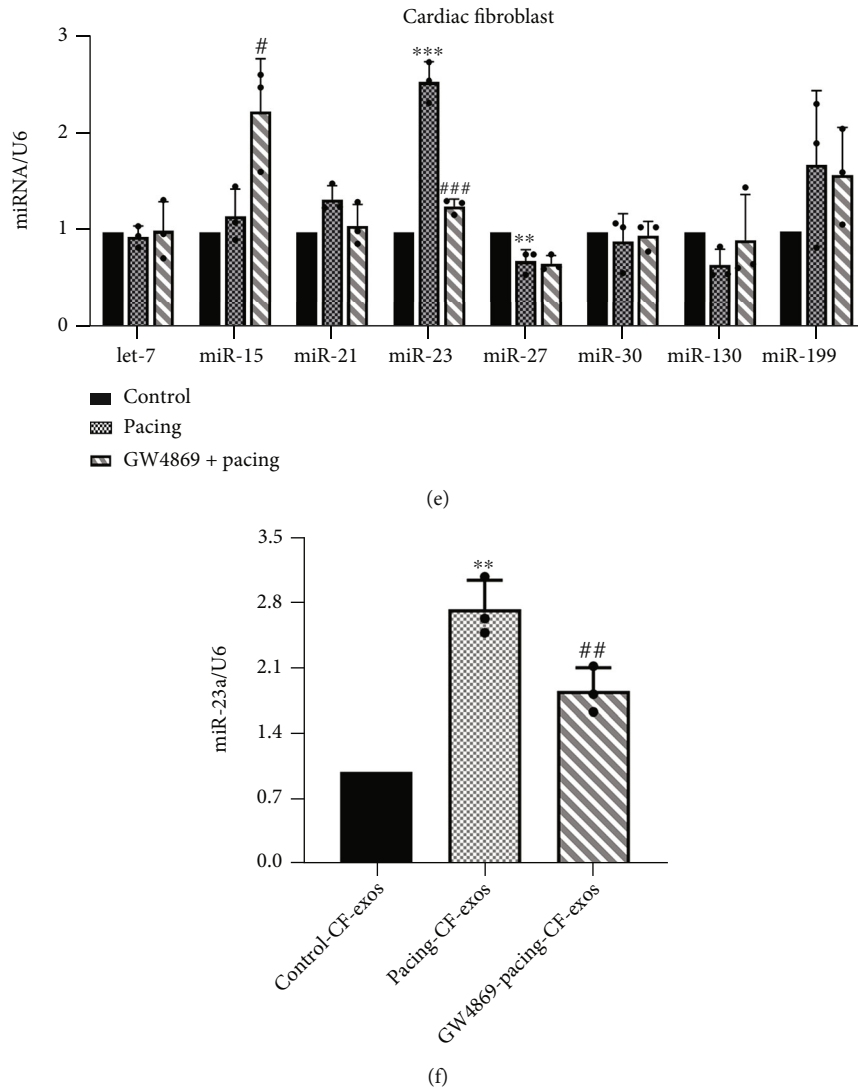 Cardiac fibroblast
3
2
1
0
miRNA/U6
#
***
###
**
let-7 miR-15 miR-21 miR-23 miR-27 miR-30 miR-130 miR-199
Control
Pacing
GW4869 + pacing
(e)
3.5
2.8
2.1
1.4
0.7
0.0
miR-23a/U6
**
##
Control-CF-exos
Pacing-CF-exos
GW4869-pacing-CF-exos
(f)